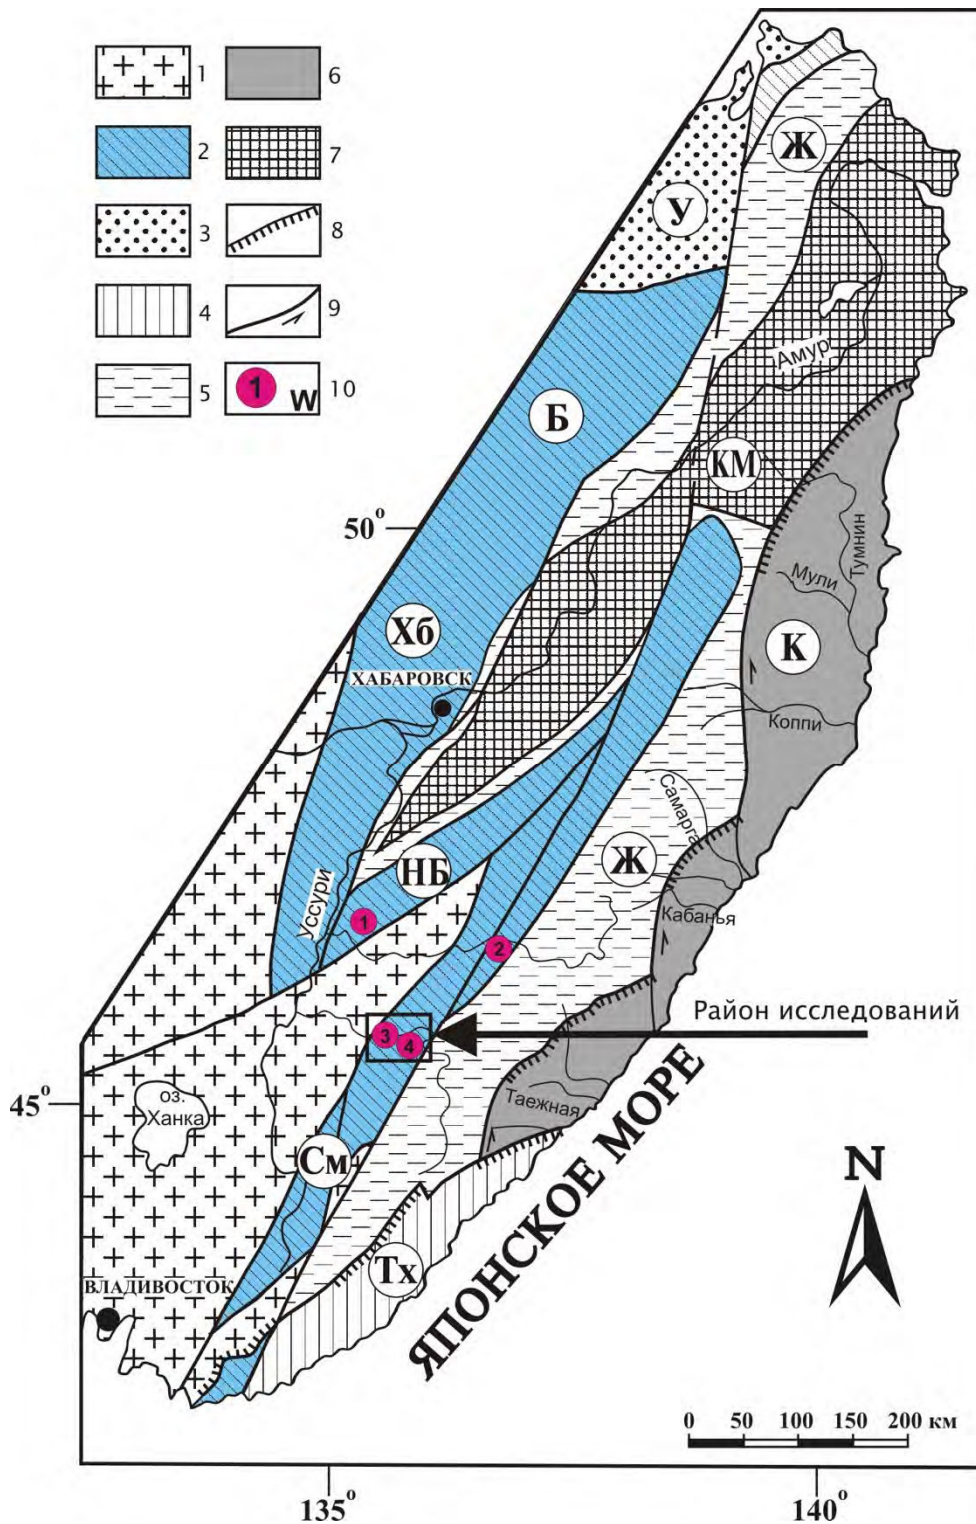 1
6
2
7
3
8
4
9
5
1 W
10
Ж
У
Амур
Б
КМ
50°
Тумнин
Мули
Хб
К
ХАБАРОВСК
Коппи
Самарга
НБ
Ж
Уссури
Кабанья
1
2
Район исследований
3
4
45°
оз.
Ханка
Таежная
См
N
Тх
ВЛАДИВОСТОК
ЯПОНСКОЕ МОРЕ
0 50 100 150 200 км
135°
140°